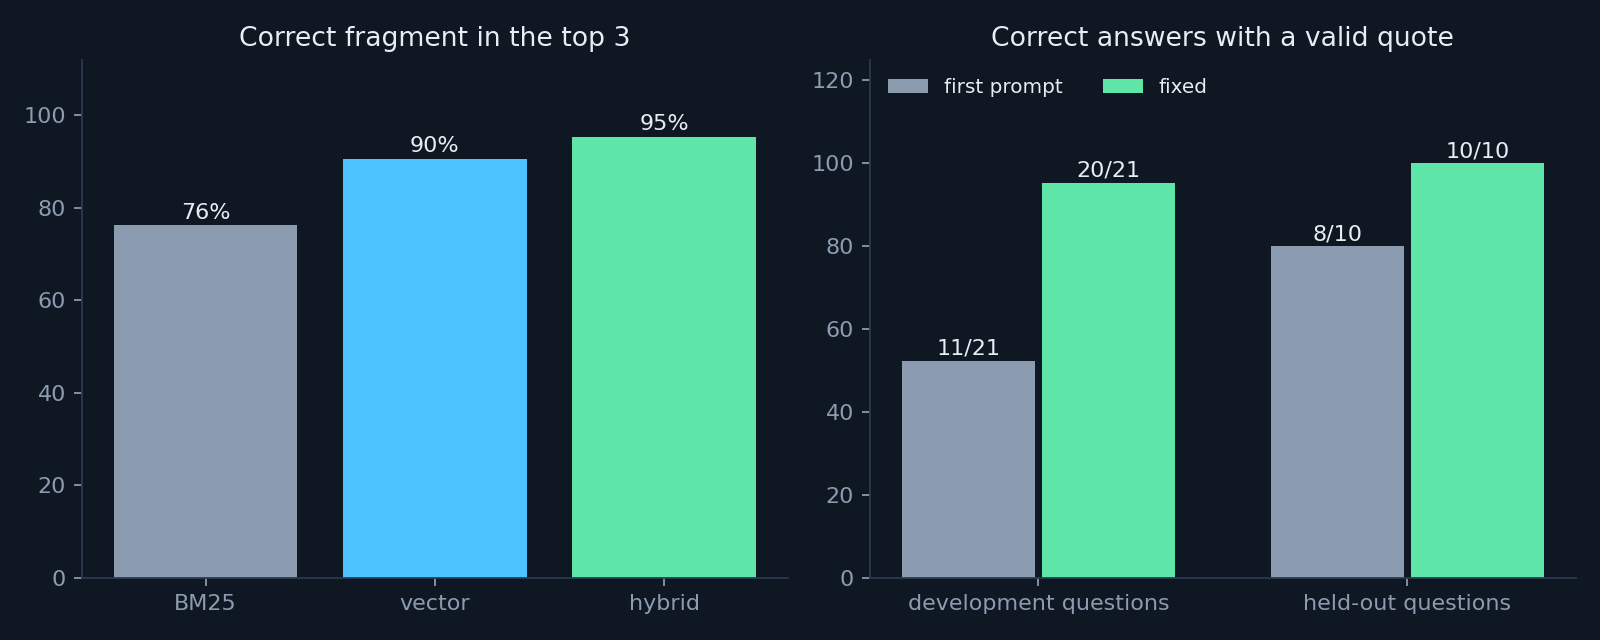 Correct fragment in the top 3
100
80
60
40
20
0
76%
90%
95%
BM25
vector
hybrid
Correct answers with a valid quote
first prompt
fixed
120
100
80
60
40
20
0
11/21
20/21
8/10
10/10
development questions
held-out questions